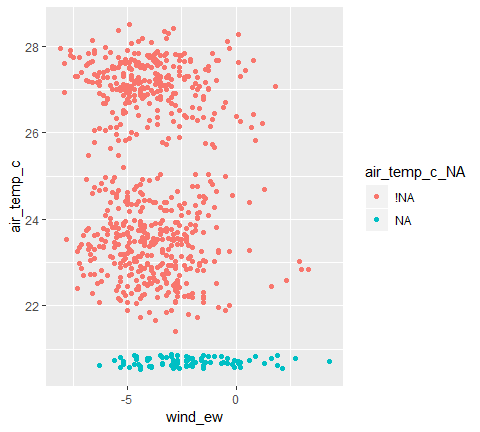 28
26
24
22
air_temp_c
-5
0
wind_ew
air_temp_c_NA
!NA
NA